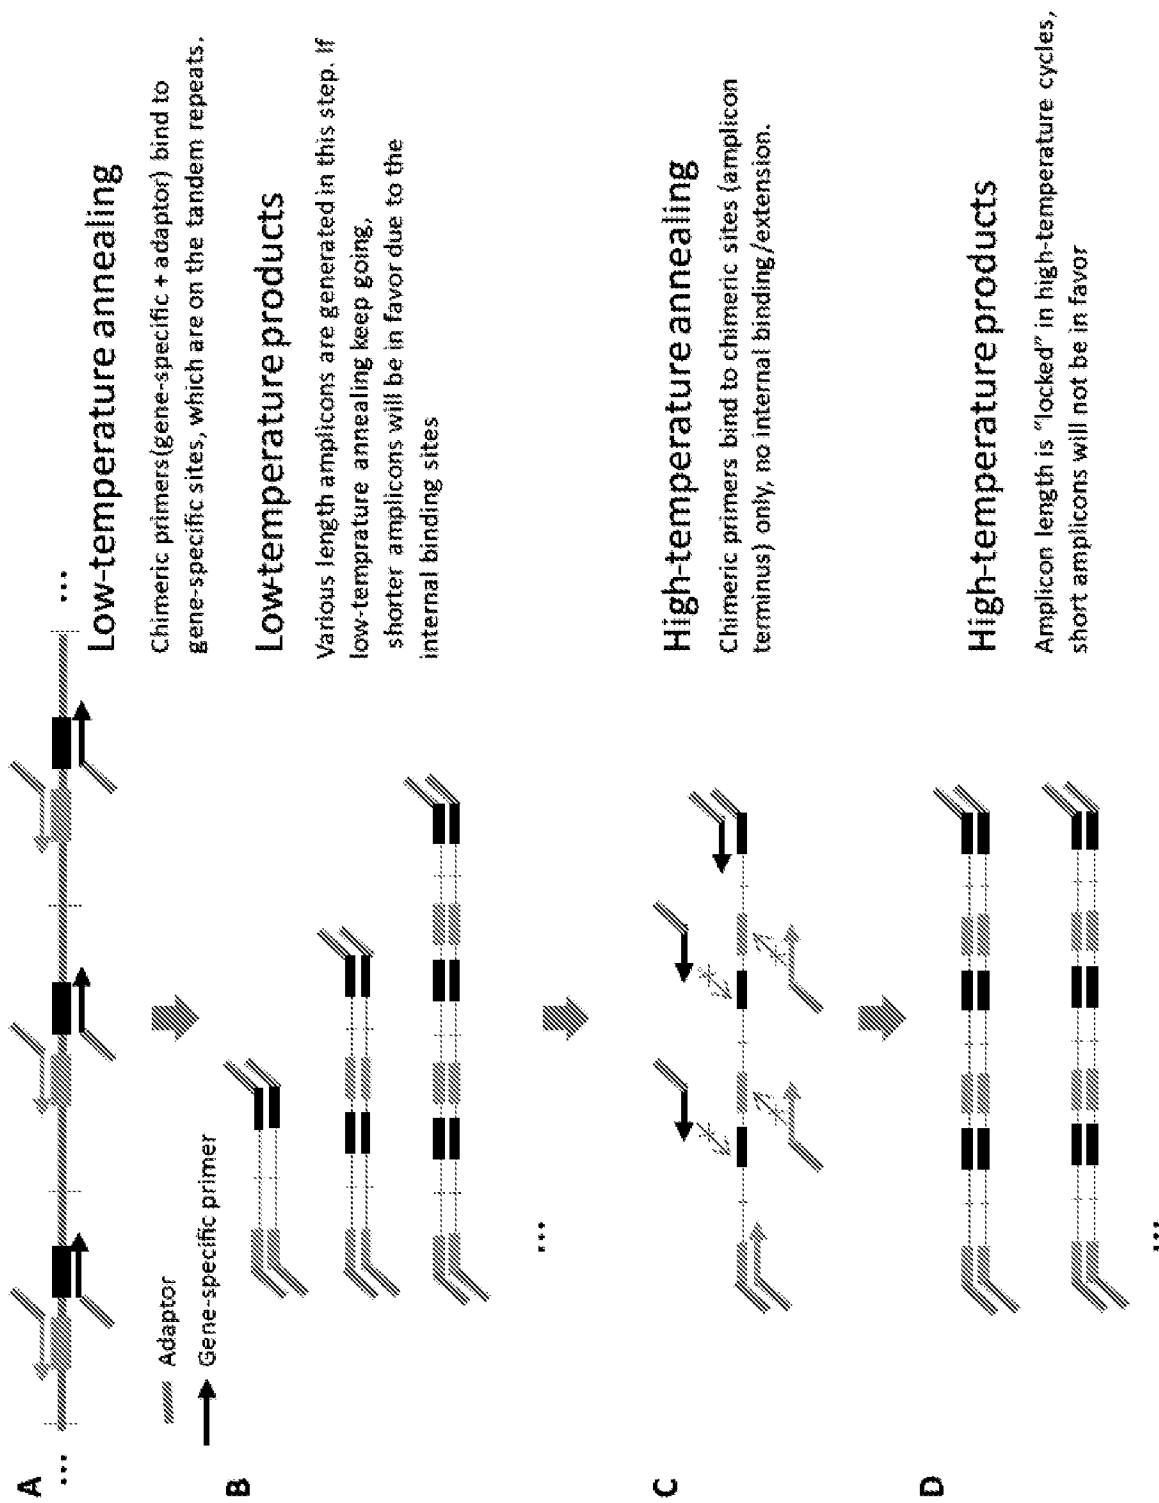 A
...
...
Low-temperature annealing
Chimeric primers(gene-specific + adaptor) bind to
gene-specific sites, which are on the tandem repeats.
Adaptor
Gene-specific primer
B
Low-temperature products
Various length amplicons are generated in this step. If
low-temprature annealing keep going,
shorter amplicons will be in favor due to the
internal binding sites
...
C
High-temperature annealing
Chimeric primers bind to chimeric sites (amplicon
terminus) only, no internal binding/extension.
D
High-temperature products
Amplicon length is "locked" in high-temperature cycles,
short amplicons will not be in favor
...